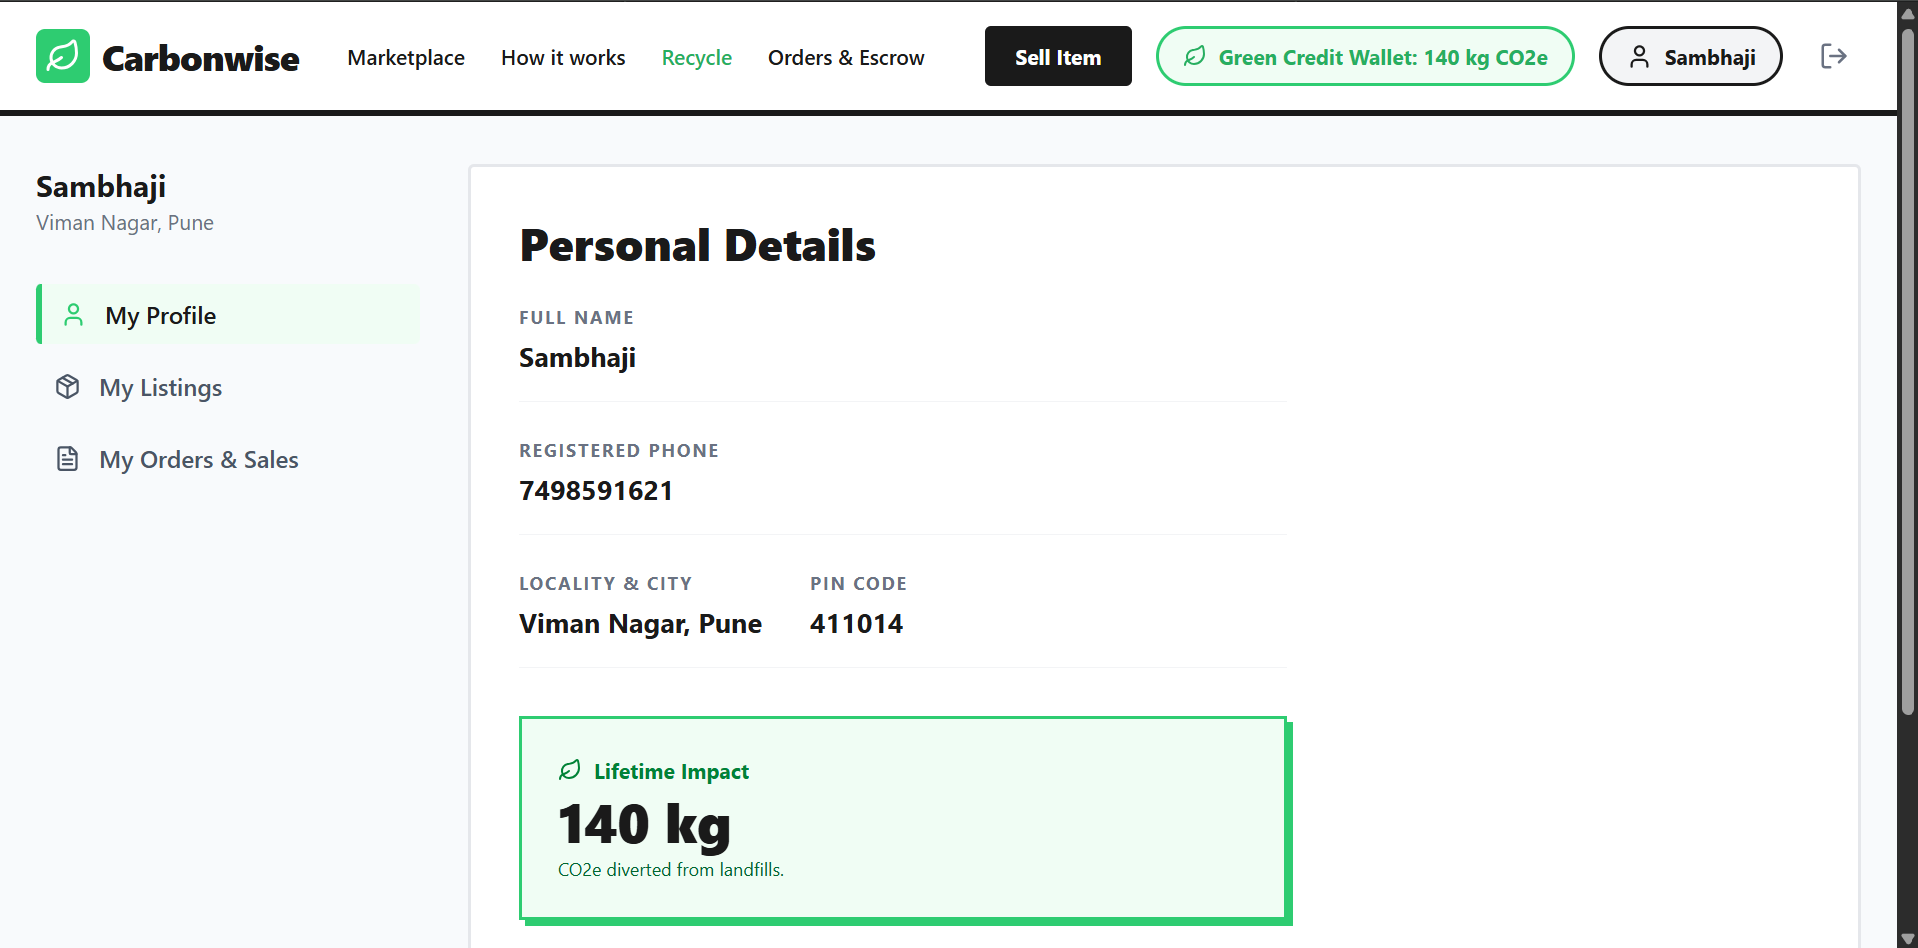 Carbonwise
Marketplace
How it works
Recycle
Orders & Escrow
Sell Item
Green Credit Wallet: 140 kg CO2e
Sambhaji
Sambhaji
Viman Nagar, Pune
My Profile
My Listings
My Orders & Sales
Personal Details
FULL NAME
Sambhaji
REGISTERED PHONE
7498591621
LOCALITY & CITY
Viman Nagar, Pune
PIN CODE
411014
Lifetime Impact
140 kg
CO2e diverted from landfills.